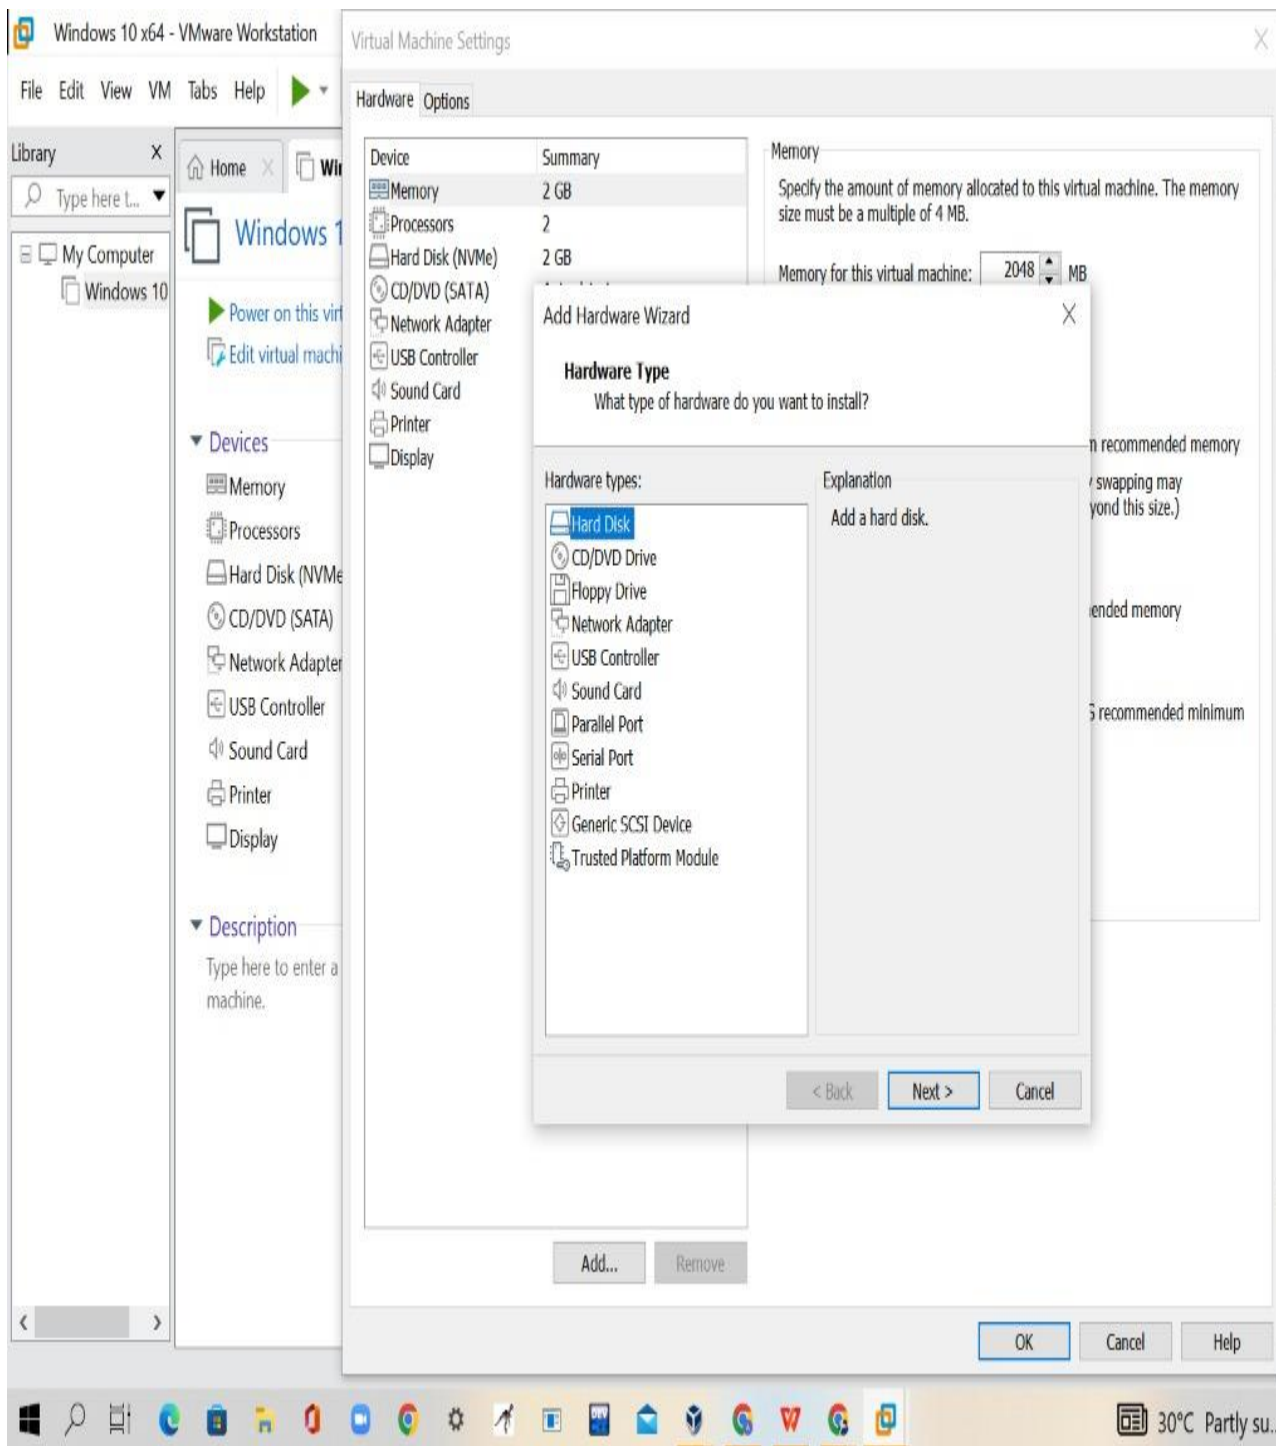 Windows 10 x64 - VMware Workstation
File Edit View VM Tabs Help
Library X
Type here t...
My Computer
Windows 10
Home
Windows 1
Power on this virt
Edit virtual machi
Devices
Memory
Processors
Hard Disk (NVMe
CD/DVD (SATA)
Network Adapter
USB Controller
Sound Card
Printer
Display
Description
Type here to enter a
machine.
Virtual Machine Settings
Hardware Options
Device Summary
Memory 2 GB
Processors 2
Hard Disk (NVMe) 2 GB
CD/DVD (SATA)
Network Adapter
USB Controller
Sound Card
Printer
Display
Memory
Specify the amount of memory allocated to this virtual machine. The memory
size must be a multiple of 4 MB.
Memory for this virtual machine: 2048 MB
recommended memory
swapping may
yond this size.)
ended memory
recommended minimum
Add Hardware Wizard
Hardware Type
What type of hardware do you want to install?
Hardware types:
Hard Disk
CD/DVD Drive
Floppy Drive
Network Adapter
USB Controller
Sound Card
Parallel Port
Serial Port
Printer
Generic SCSI Device
Trusted Platform Module
Explanation
Add a hard disk.
< Back Next > Cancel
Add... Remove
OK Cancel Help
30°C Partly su...